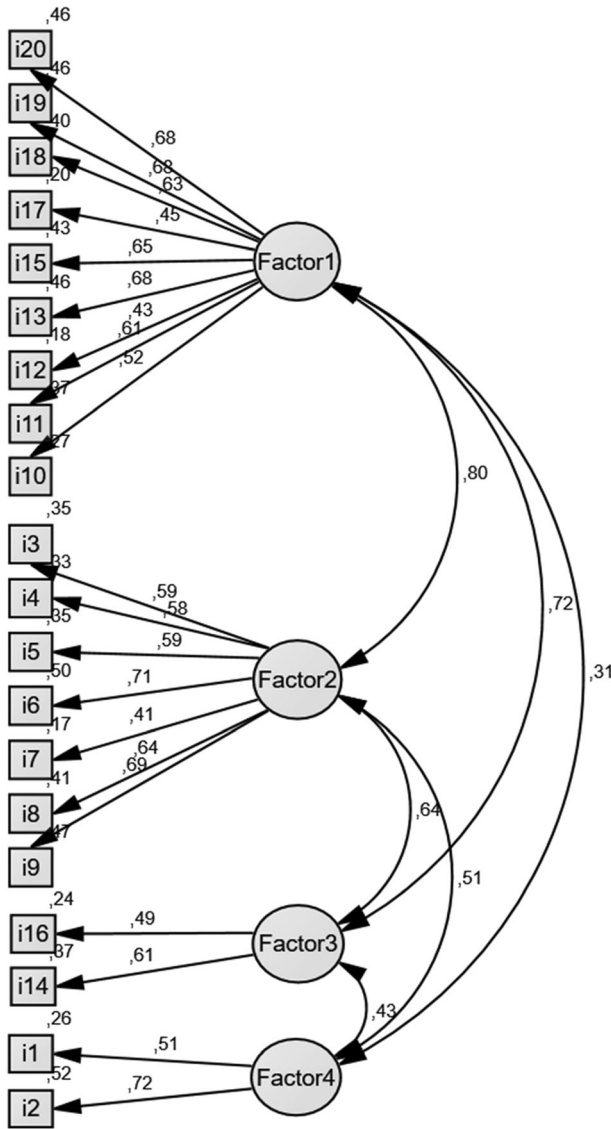 ,46
i20
,46
i19
,40
i18
,20
i17
,43
i15
,46
i13
,18
i12
,37
i11
,27
i10
,68
,68
,63
,45
,65
,68
,43
,61
,52
Factor1
,35
i3
,33
i4
,35
i5
,50
i6
,17
i7
,41
i8
,47
i9
,59
,58
,59
,71
,41
,64
,69
Factor2
,24
i16
,37
i14
,49
,61
Factor3
,26
i1
,52
i2
,51
,72
Factor4
,80
,72
,31
,64
,51
,43